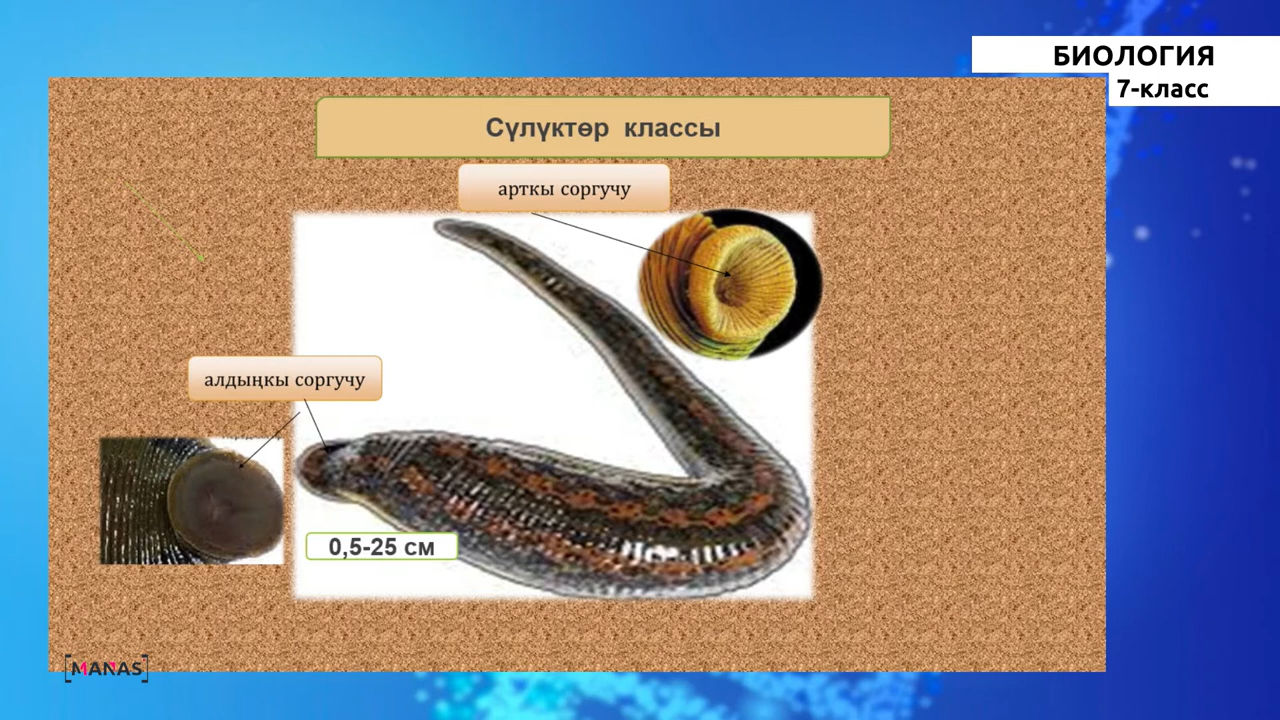 БИОЛОГИЯ
7-класс
Сүлүктөр классы
арткы соргучу
алдыңкы соргучу
0,5-25 см
[MANAS]